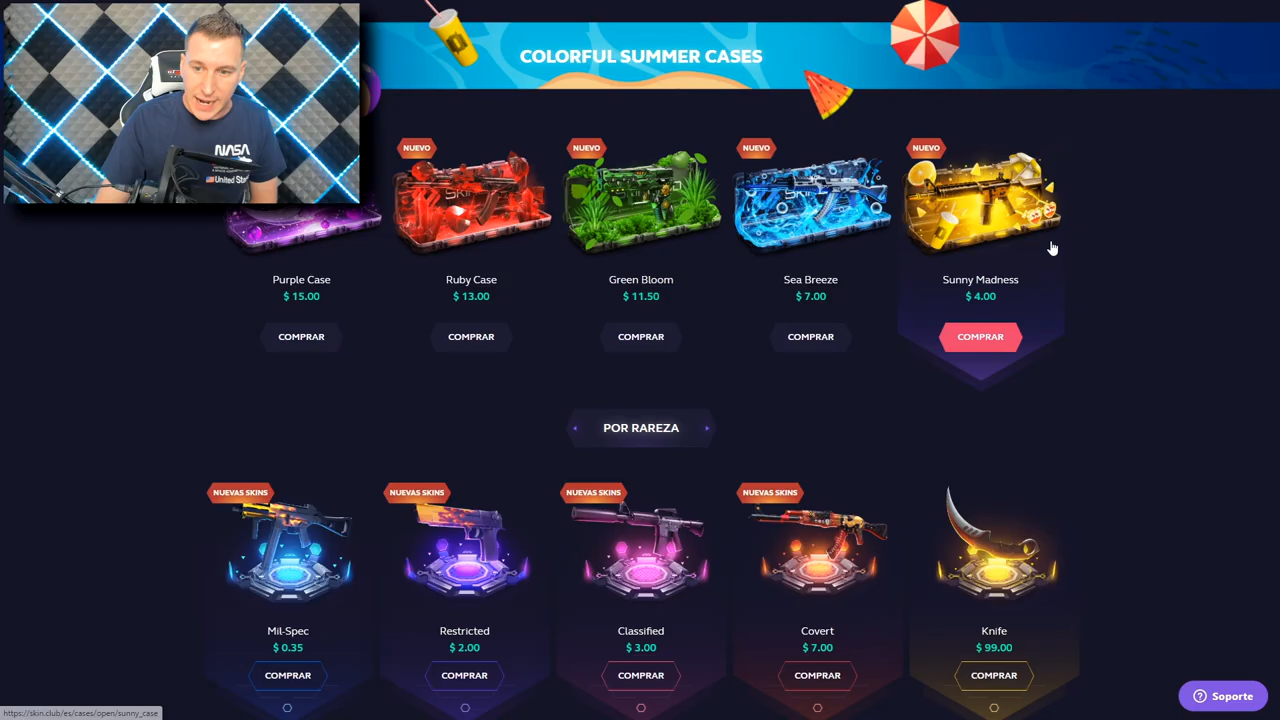 COLORFUL SUMMER CASES
NASA
United Stat
NUEVO
NUEVO
NUEVO
NUEVO
Purple Case
$ 15.00
COMPRAR
Ruby Case
$ 13.00
COMPRAR
Green Bloom
$ 11.50
COMPRAR
Sea Breeze
$ 7.00
COMPRAR
Sunny Madness
$ 4.00
COMPRAR
POR RAREZA
NUEVAS SKINS
NUEVAS SKINS
NUEVAS SKINS
NUEVAS SKINS
Mil-Spec
$ 0.35
COMPRAR
Restricted
$ 2.00
COMPRAR
Classified
$ 3.00
COMPRAR
Covert
$ 7.00
COMPRAR
Knife
$ 99.00
COMPRAR
Soporte
https://skin.club/es/cases/open/sunny_case